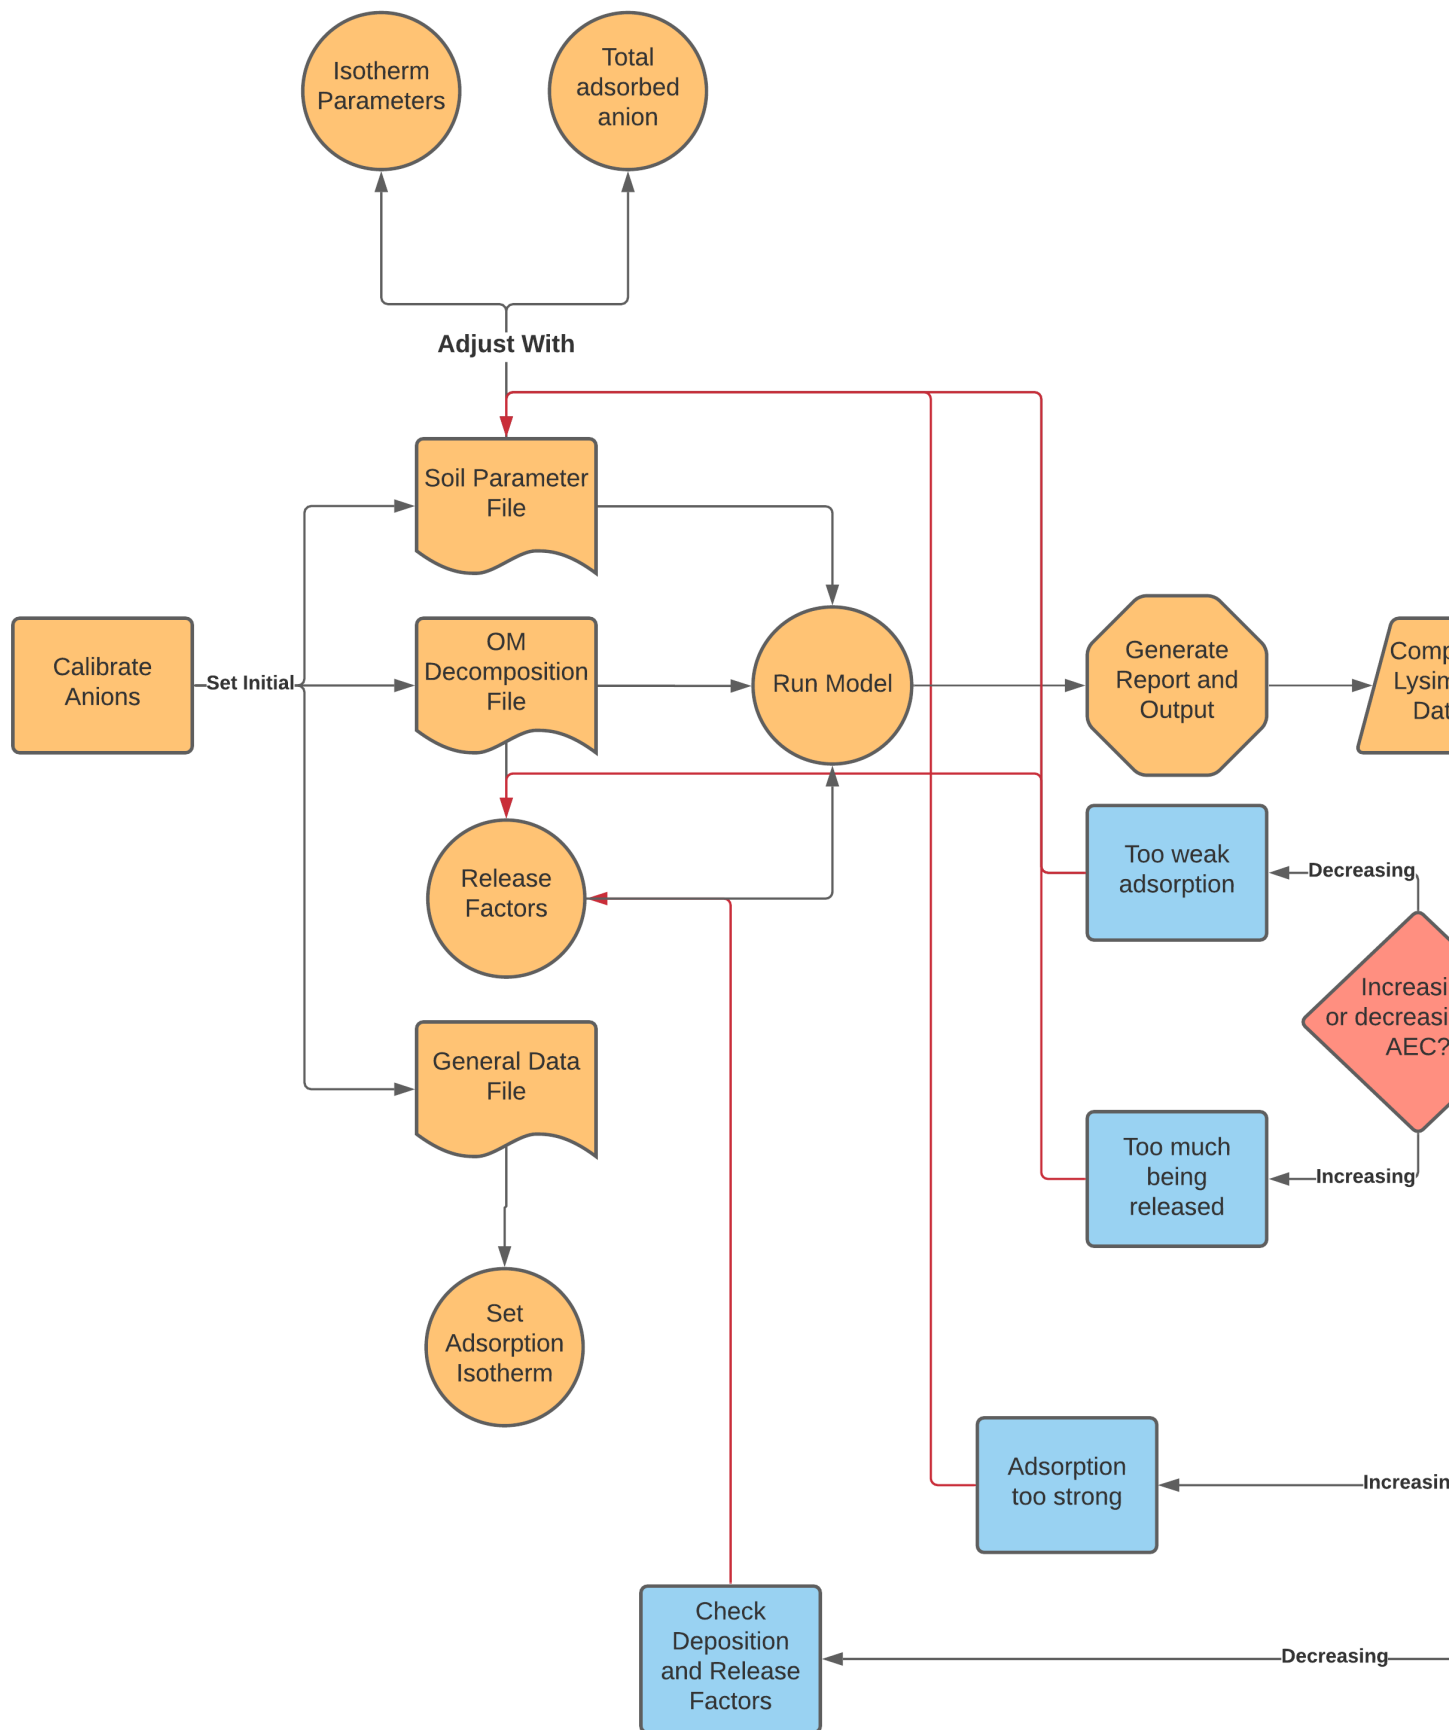 Isotherm
Parameters
Total
adsorbed
anion
Adjust With
Soil Parameter
File
Calibrate
Anions
Set Initial
OM
Decomposition
File
Run Model
Generate
Report and
Output
Release
Factors
Too weak
adsorption
Decreasing
or
AEC?
General Data
File
Too much
being
released
Increasing
Set
Adsorption
Isotherm
Adsorption
too strong
Check
Deposition
and Release
Factors
Decreasing